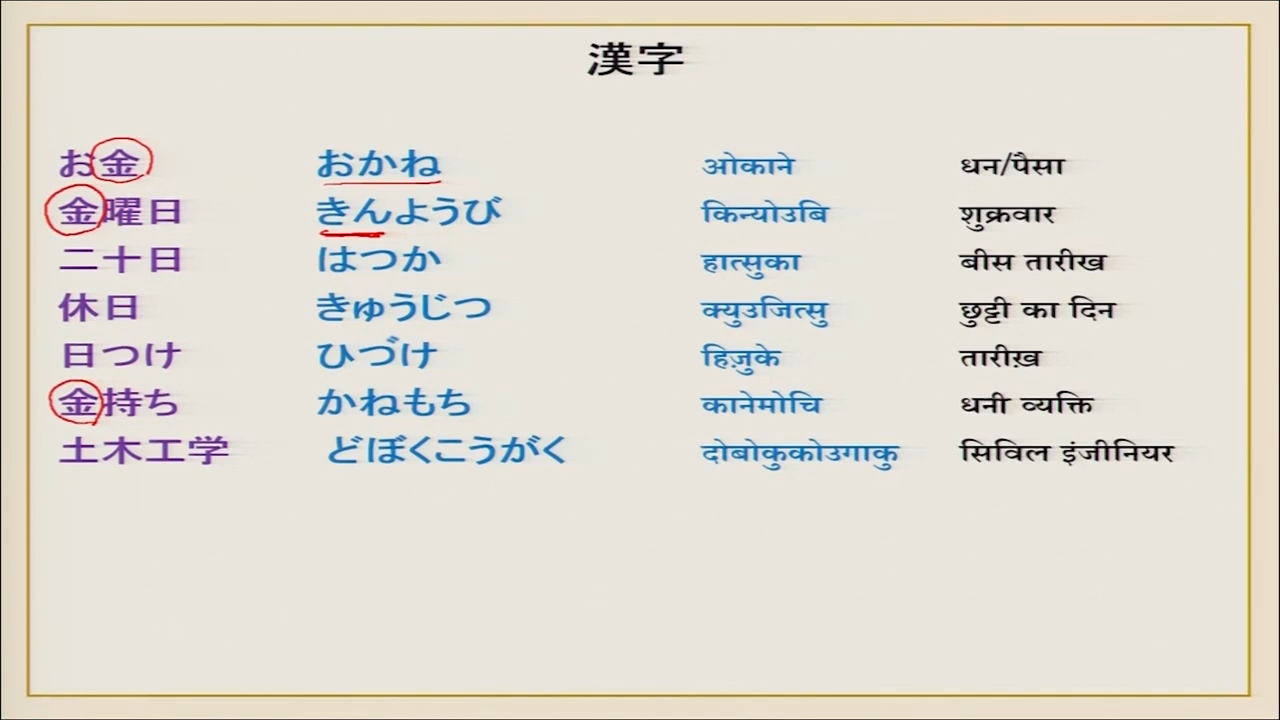 漢字
お金 おかね ओकाने धन/पैसा
金曜日 きんようび किन्योउबि शुक्रवार
二十日 はつか हात्सुका बीस तारीख
休日 きゅうじつ क्युउजित्सु छुट्टी का दिन
日つけ ひづけ हिज़ुके तारीख़
金持ち かねもち कानेमोचि धनी व्यक्ति
土木工学 どぼくこうがく दोबोकुकोउगाकु सिविल इंजीनियर